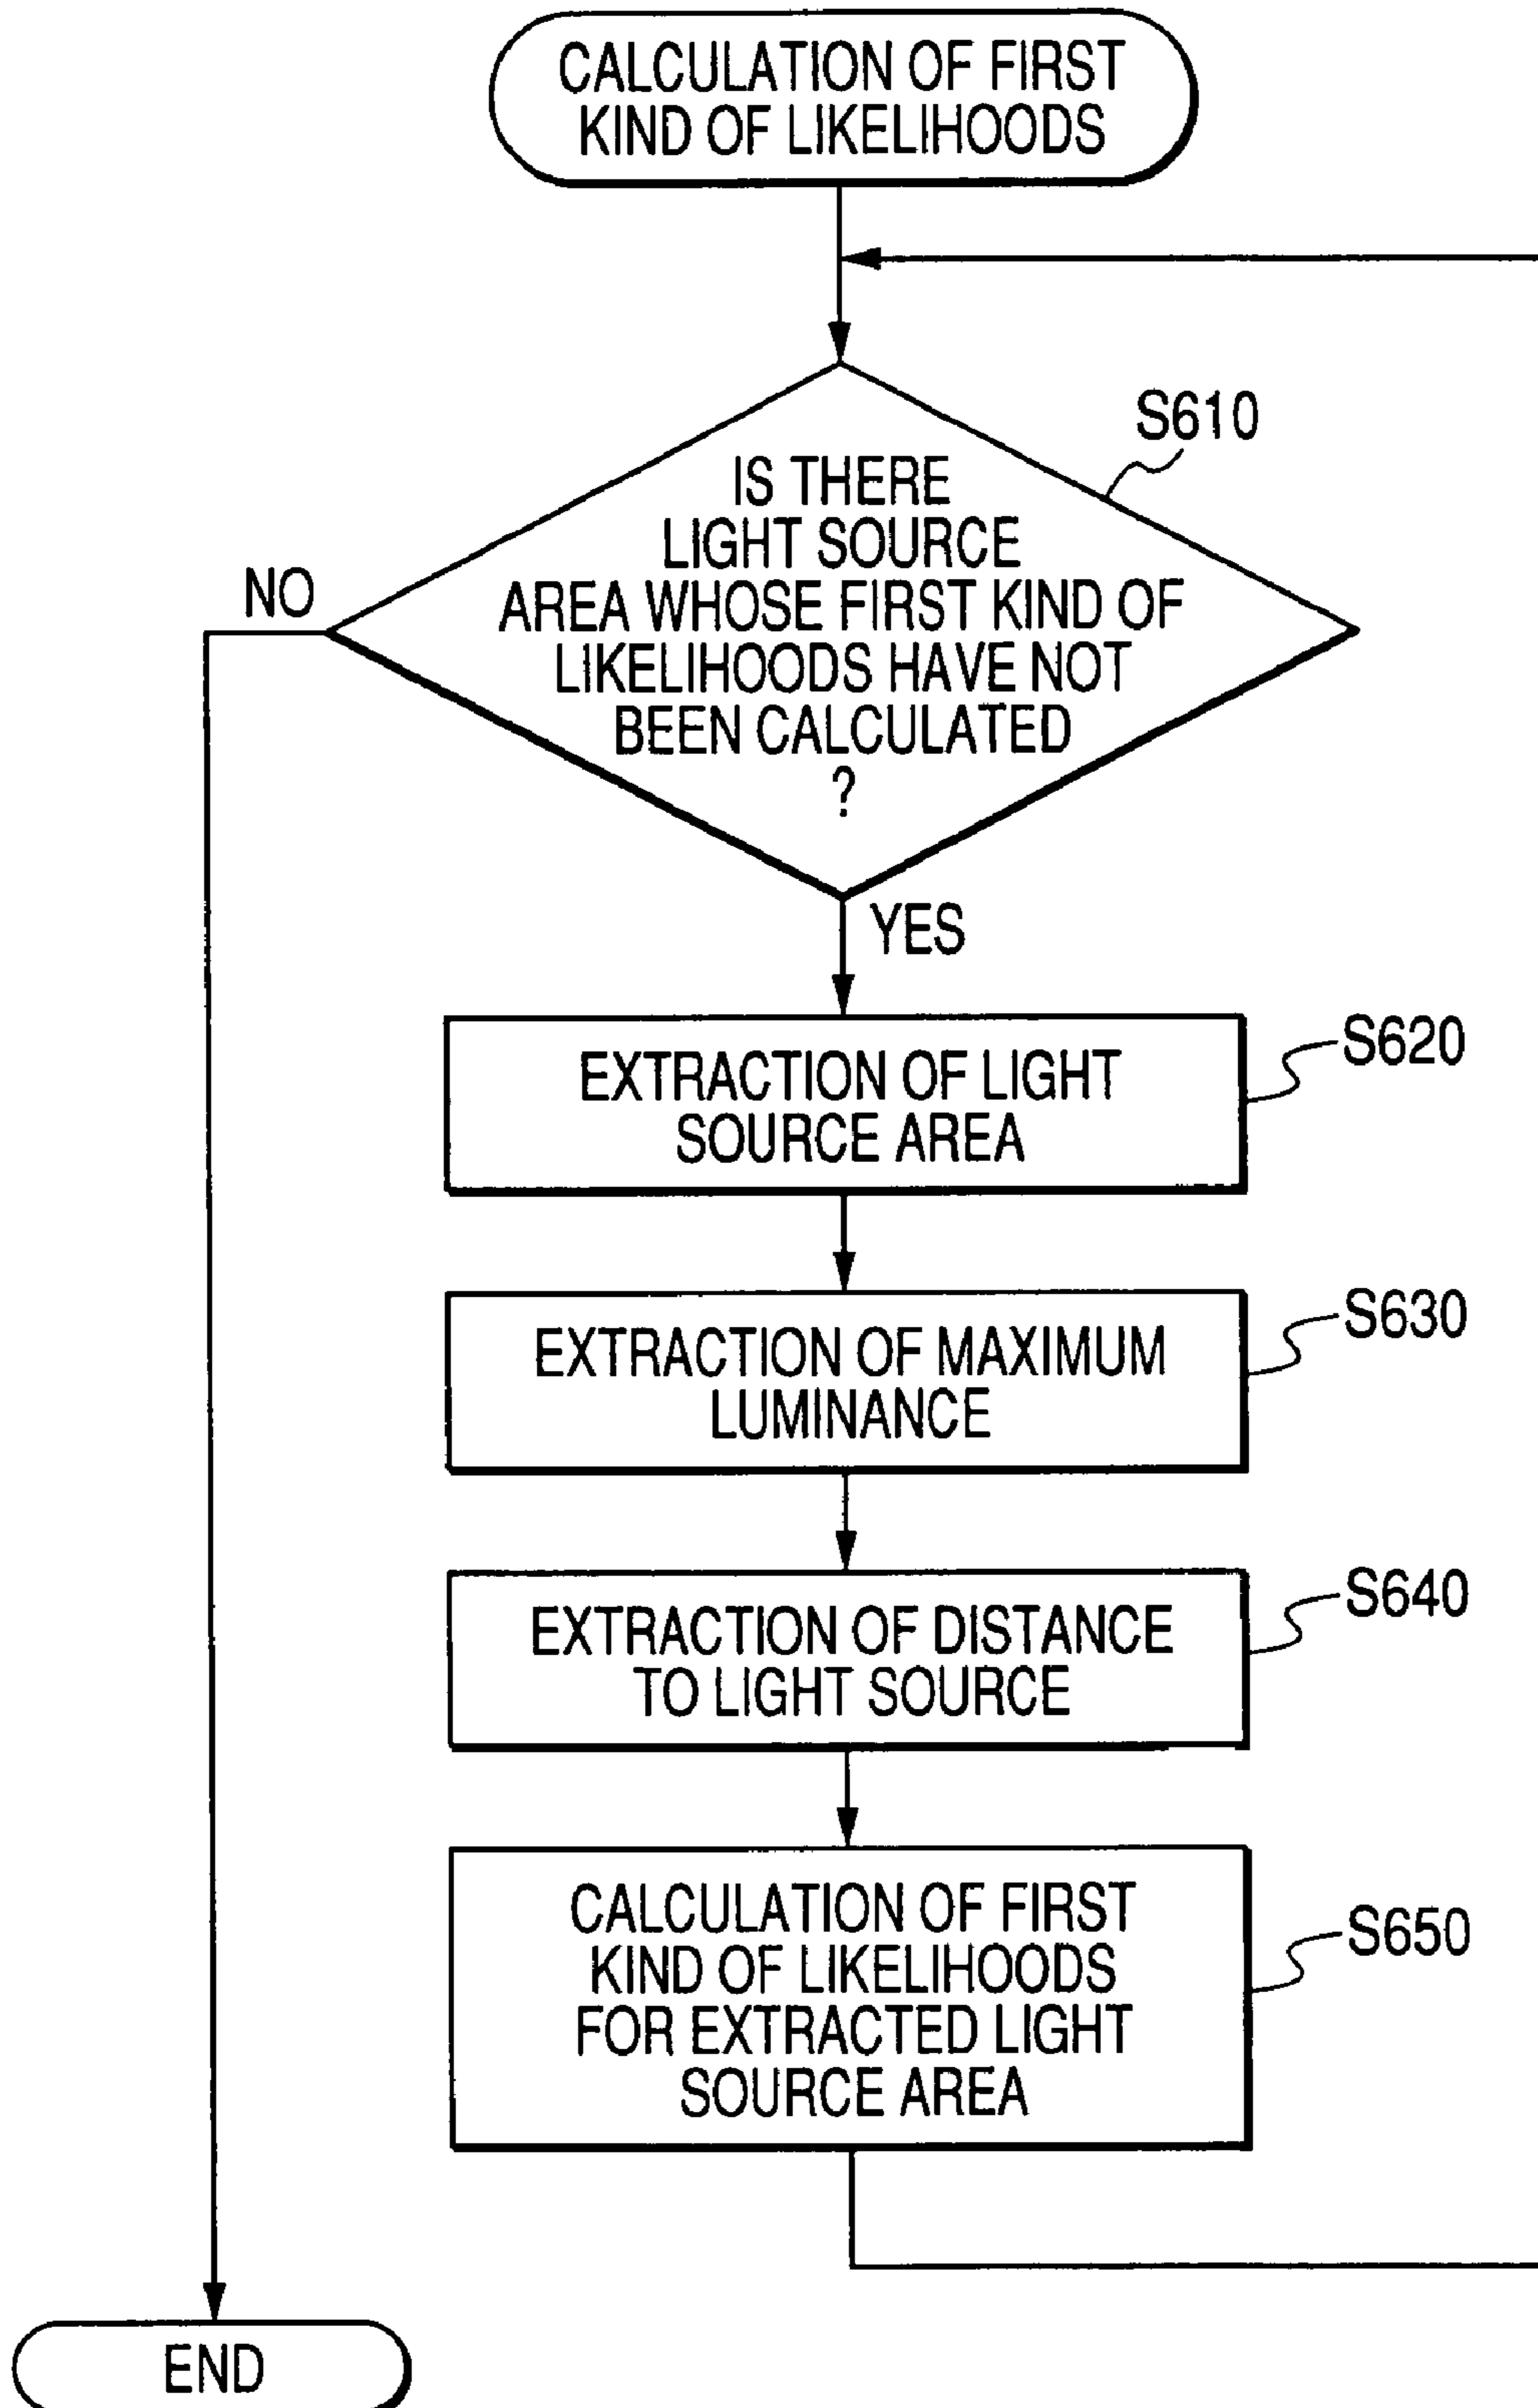 CALCULATION OF FIRST
KIND OF LIKELIHOODS
S610
IS THERE
LIGHT SOURCE
AREA WHOSE FIRST KIND OF
LIKELIHOODS HAVE NOT
BEEN CALCULATED
?
NO
YES
EXTRACTION OF LIGHT
SOURCE AREA
S620
EXTRACTION OF MAXIMUM
LUMINANCE
S630
EXTRACTION OF DISTANCE
TO LIGHT SOURCE
S640
CALCULATION OF FIRST
KIND OF LIKELIHOODS
FOR EXTRACTED LIGHT
SOURCE AREA
S650
END